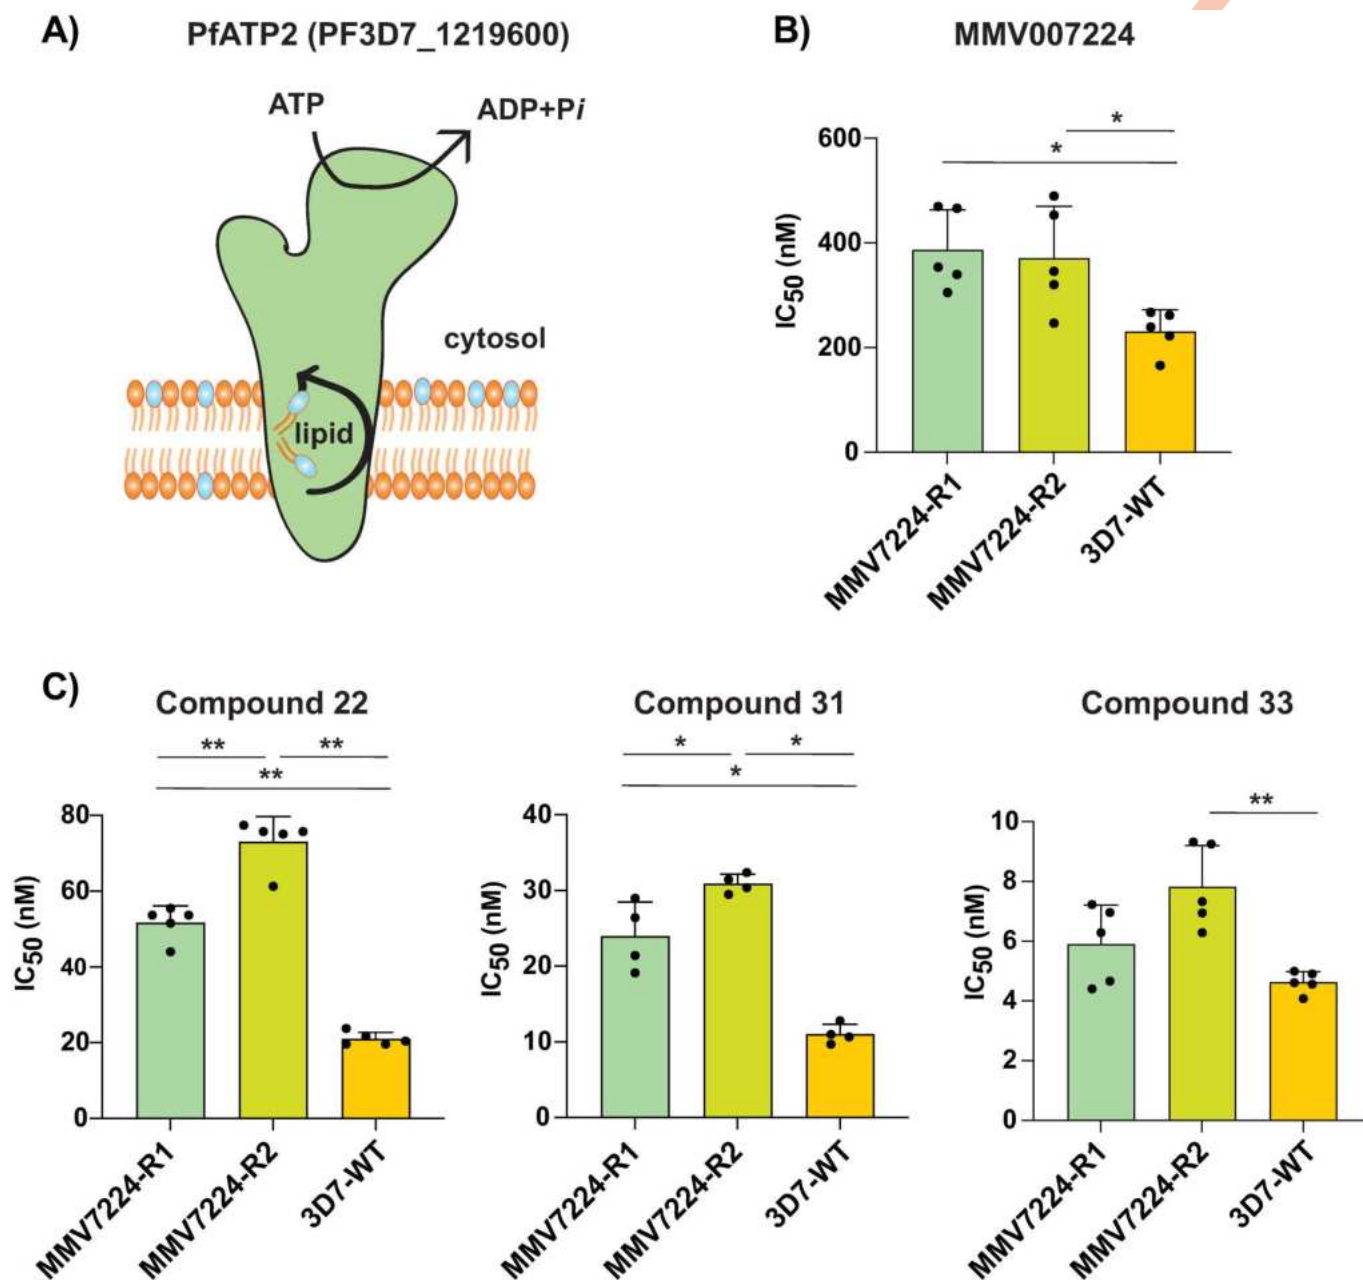 A)
PfATP2 (PF3D7_1219600)
ATP
ADP+Pi
cytosol
lipid
B)
MMV007224
*
*
600
400
200
0
IC50 (nM)
MMV7224-R1
MMV7224-R2
3D7-WT
C)
Compound 22
** **
**
80
60
40
20
0
IC50 (nM)
MMV7224-R1
MMV7224-R2
3D7-WT
Compound 31
* *
*
40
30
20
10
0
IC50 (nM)
MMV7224-R1
MMV7224-R2
3D7-WT
Compound 33
**
10
8
6
4
2
0
IC50 (nM)
MMV7224-R1
MMV7224-R2
3D7-WT